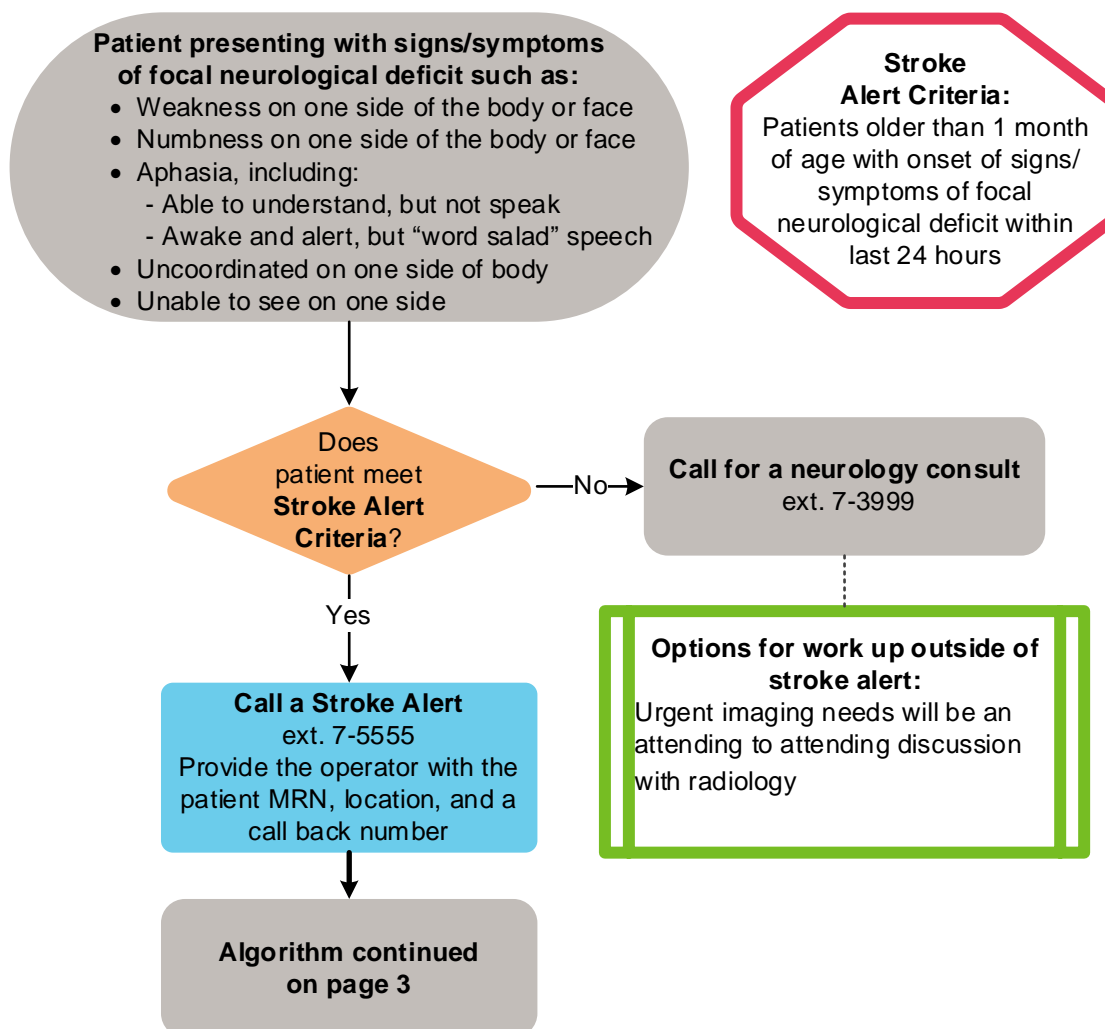 Patient presenting with signs/symptoms
of focal neurological deficit such as:
• Weakness on one side of the body or face
• Numbness on one side of the body or face
• Aphasia, including:
- Able to understand, but not speak
- Awake and alert, but “word salad” speech
• Uncoordinated on one side of body
• Unable to see on one side
Stroke
Alert Criteria:
Patients older than 1 month
of age with onset of signs/
symptoms of focal
neurological deficit within
last 24 hours
Does
patient meet
Stroke Alert
Criteria?
No
Call for a neurology consult
ext. 7-3999
Yes
Options for work up outside of
stroke alert:
Urgent imaging needs will be an
attending to attending discussion
with radiology
Call a Stroke Alert
ext. 7-5555
Provide the operator with the
patient MRN, location, and a
call back number
Algorithm continued
on page 3